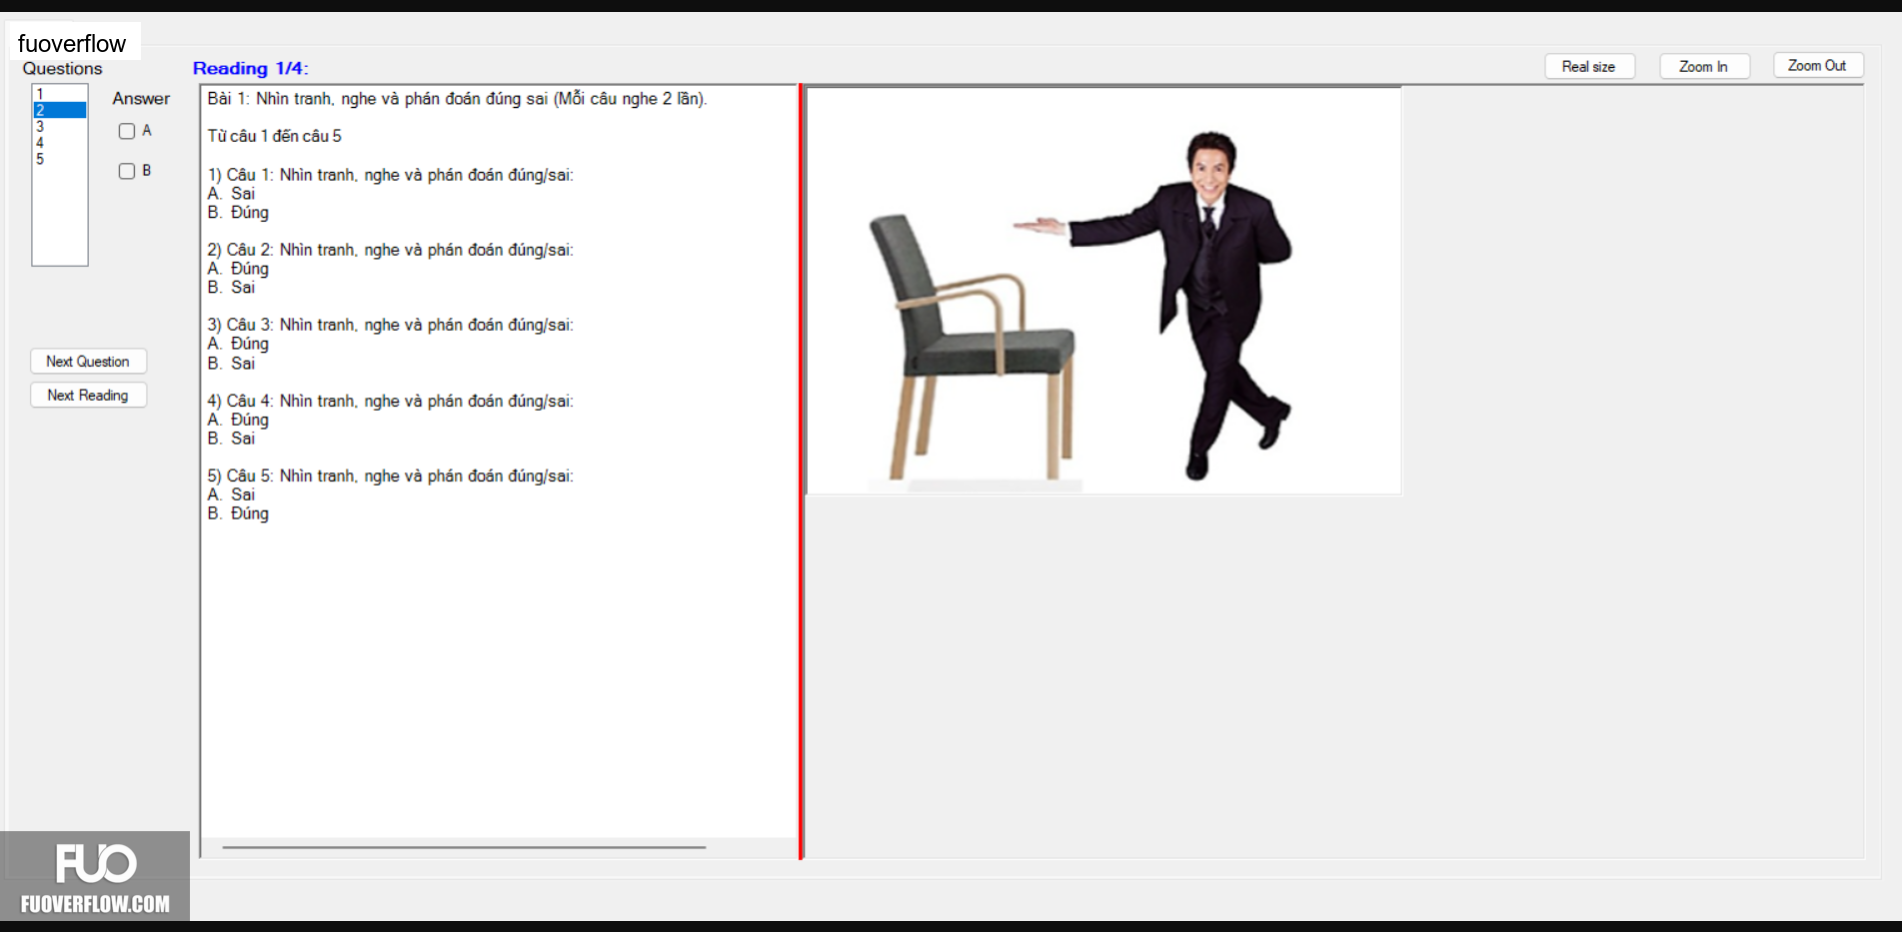 fuoverflow
Questions
Reading 1/4:
Real size
Zoom In
Zoom Out
1
2
3
4
5
Answer
A
B
Next Question
Next Reading
Bài 1: Nhìn tranh, nghe và phán đoán đúng sai (Mỗi câu nghe 2 lần).
Từ câu 1 đến câu 5
1) Câu 1: Nhìn tranh, nghe và phán đoán đúng/sai:
A. Sai
B. Đúng
2) Câu 2: Nhìn tranh, nghe và phán đoán đúng/sai:
A. Đúng
B. Sai
3) Câu 3: Nhìn tranh, nghe và phán đoán đúng/sai:
A. Đúng
B. Sai
4) Câu 4: Nhìn tranh, nghe và phán đoán đúng/sai:
A. Đúng
B. Sai
5) Câu 5: Nhìn tranh, nghe và phán đoán đúng/sai:
A. Sai
B. Đúng
FUO
FUOVERFLOW.COM